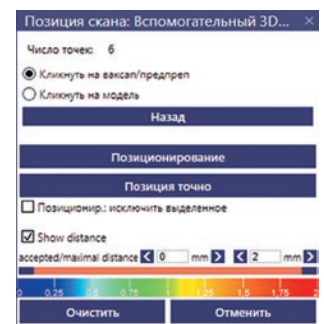 Позиция скана: Вспомогательный 3D... ×
Число точек: 6
Кликнуть на ваксап/предпреп
Кликнуть на модель
Назад
Позиционирование
Позиция точно
Позиционир.: исключить выделенное
Show distance
accepted/maximal distance < 0 mm > < 2 mm >
0 0,25 0,5 0,75 1 1,25 1,5 1,75 2
Очистить Отменить